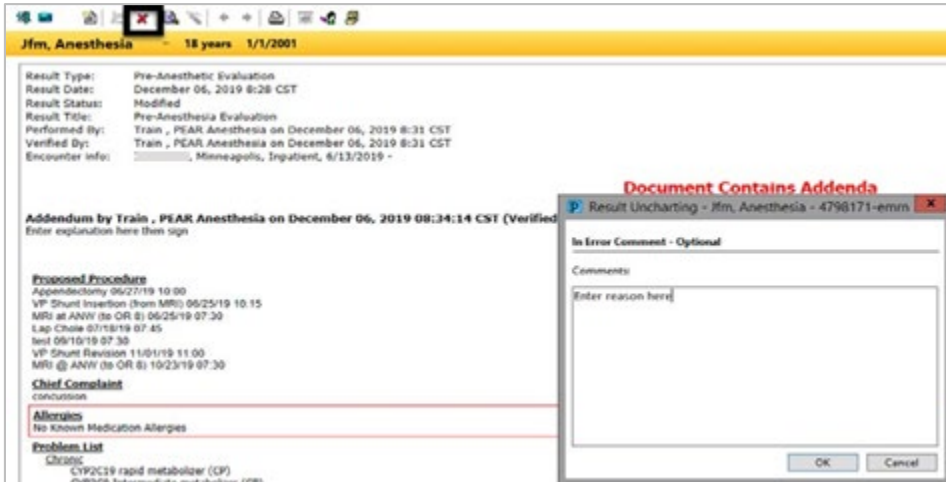 Jfm, Anesthesia - 18 years 1/1/2001
Result Type: Pre-Anesthetic Evaluation
Result Date: December 06, 2019 8:28 CST
Result Status: Modified
Result Title: Pre-Anesthesia Evaluation
Performed By: Train , PEAR Anesthesia on December 06, 2019 8:31 CST
Verified By: Train , PEAR Anesthesia on December 06, 2019 8:31 CST
Encounter info: , Minneapolis, Inpatient, 6/13/2019 -
Document Contains Addenda
Addendum by Train , PEAR Anesthesia on December 06, 2019 08:34:14 CST (Verified
Enter explanation here then sign
Proposed Procedure
Appendectomy 06/27/19 10:00
VP Shunt Insertion (from MRI) 06/25/19 10:15
MRI at ANW (to OR 8) 06/25/19 07:30
Lap Chole 07/18/19 07:45
test 09/10/19 07:30
VP Shunt Revision 11/01/19 11:00
MRI @ ANW (to OR 8) 10/23/19 07:30
Chief Complaint
concussion
Allergies
No Known Medication Allergies
Problem List
Chronic
CYP2C19 rapid metabolizer (CP)
Result Uncharting - Jfm, Anesthesia - 4798171-emm
In Error Comment - Optional
Comments:
Enter reason here
OK Cancel